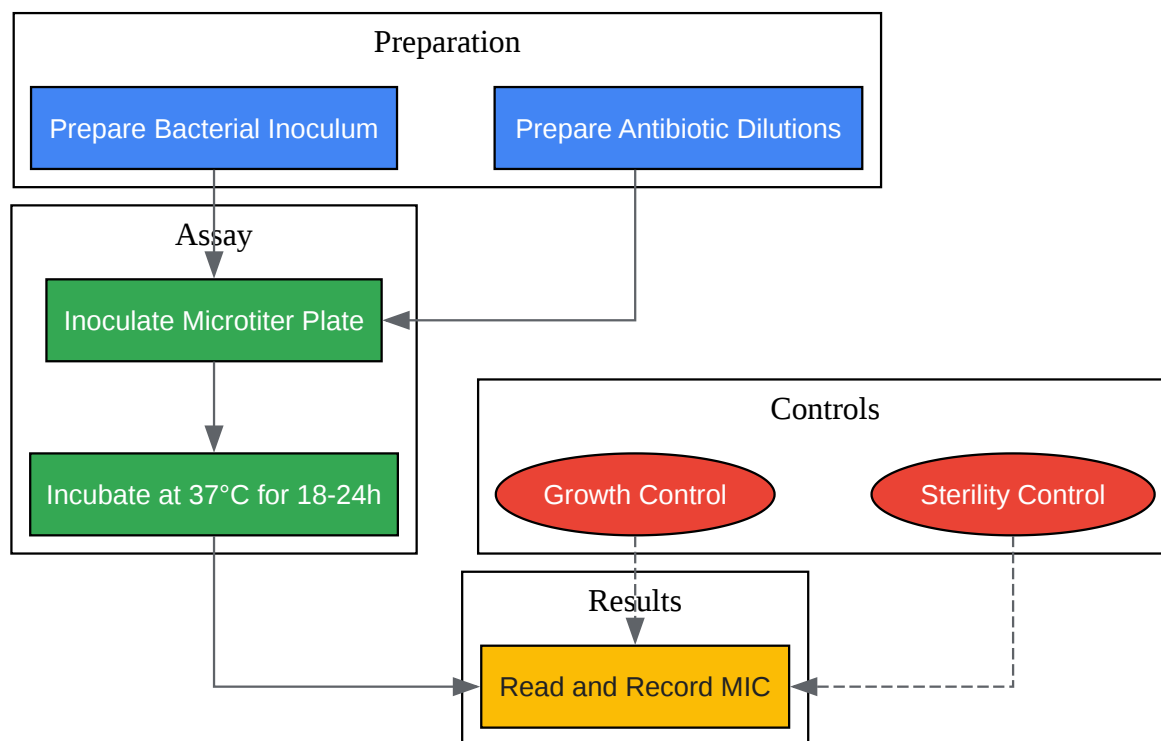 Preparation
Prepare Bacterial Inoculum
Prepare Antibiotic Dilutions
Assay
Inoculate Microtiter Plate
Incubate at 37°C for 18-24h
Controls
Growth Control
Sterility Control
Results
Read and Record MIC